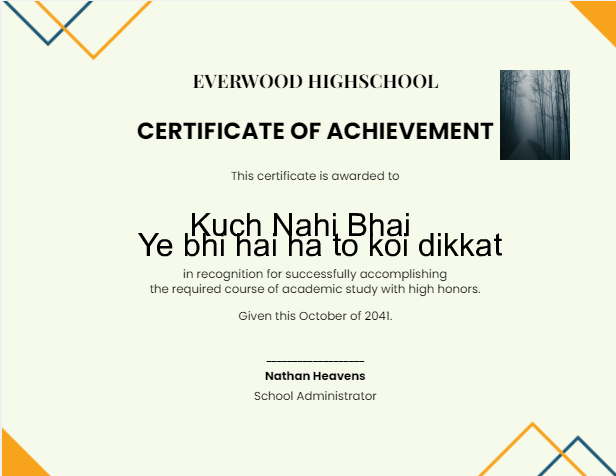 EVERWOOD HIGHSCHOOL
CERTIFICATE OF ACHIEVEMENT
This certificate is awarded to
Kuch Nahi Bhai
Ye bhi hai na to koi dikkat
in recognition for successfully accomplishing
the required course of academic study with high honors.
Given this October of 2041.
___________________
Nathan Heavens
School Administrator